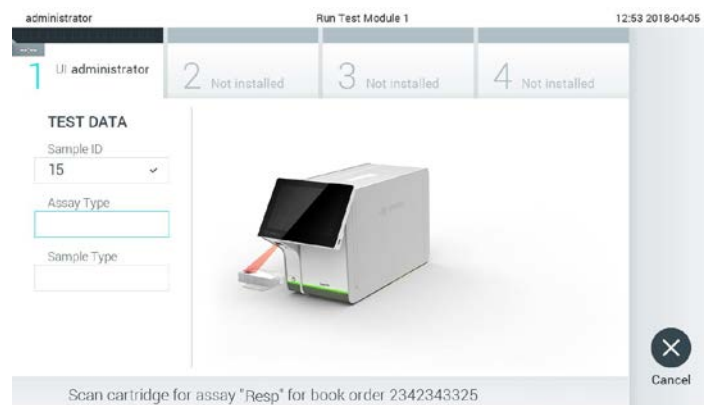 administrator Run Test Module 1 12:53 2018-04-05
1 UI administrator
2 Not installed
3 Not installed
4 Not installed
TEST DATA
Sample ID
15
Assay Type
Sample Type
Cancel
Scan cartridge for assay "Resp" for book order 2342343325